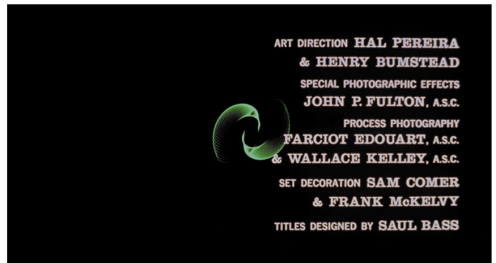 ART DIRECTION HAL PEREIRA
& HENRY BUMSTEAD
SPECIAL PHOTOGRAPHIC EFFECTS
JOHN P. FULTON, A.S.C.
PROCESS PHOTOGRAPHY
FARCIOT EDOUART, A.S.C.
& WALLACE KELLEY, A.S.C.
SET DECORATION SAM COMER
& FRANK McKELVY
TITLES DESIGNED BY SAUL BASS